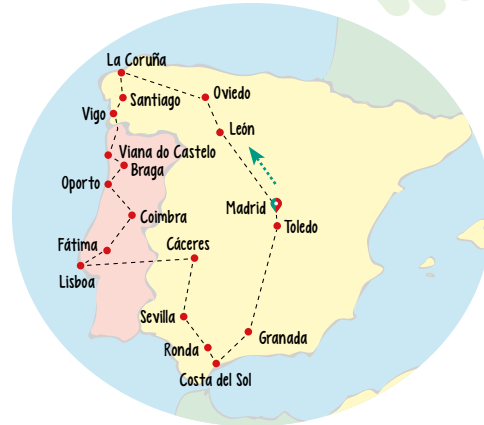 La Coruña
Oviedo
Santiago
Vigo
León
Viana do Castelo
Braga
Oporto
Madrid
Coimbra
Toledo
Fátima
Cáceres
Lisboa
Sevilla
Granada
Ronda
Costa del Sol